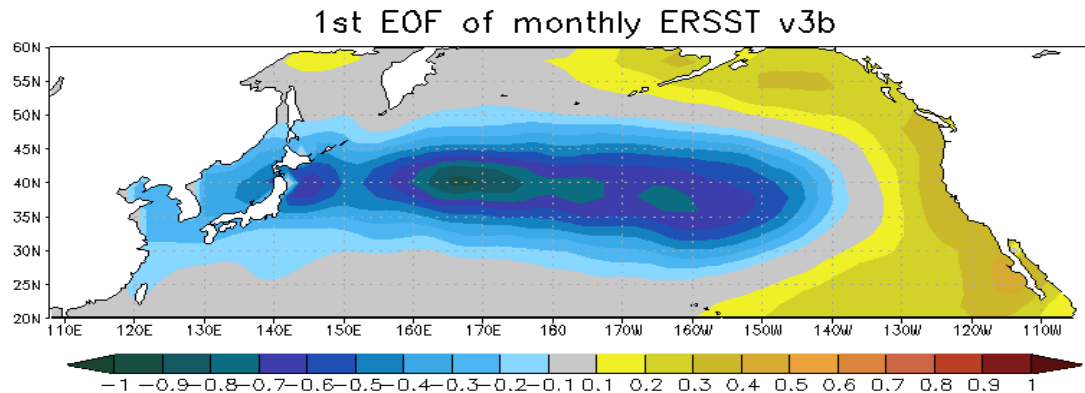 1st EOF of monthly ERSST v3b
60N
55N
50N
45N
40N
35N
30N
25N
20N
110E 120E 130E 140E 150E 160E 170E 180 170W 160W 150W 140W 130W 120W 110W
-1 -0.9 -0.8 -0.7 -0.6 -0.5 -0.4 -0.3 -0.2 -0.1 0.1 0.2 0.3 0.4 0.5 0.6 0.7 0.8 0.9 1